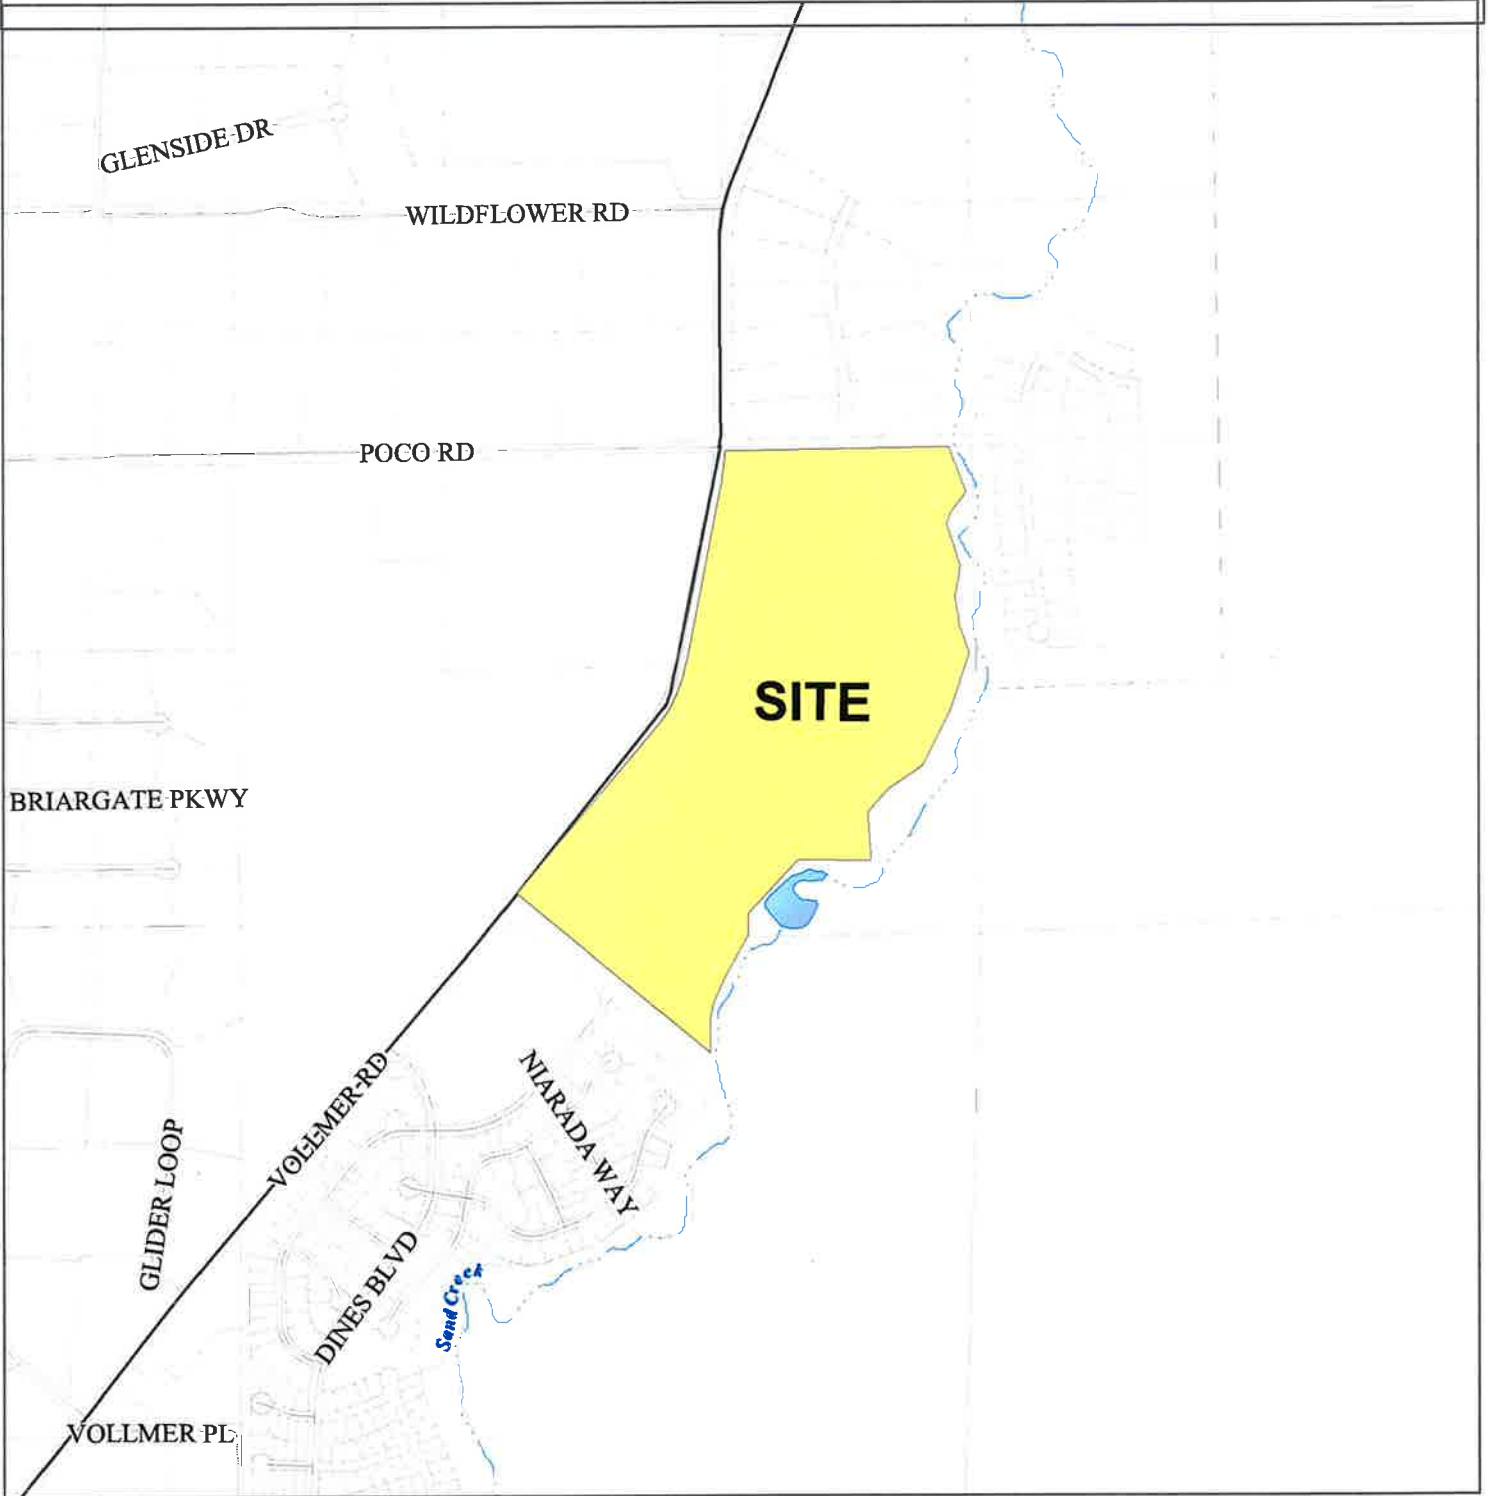 GLENSIDE DR
WILDFLOWER RD
POCO RD
SITE
BRIARGATE PKWY
NIARADA WAY
VOLLMER RD
GLIDER LOOP
DINES BLVD
Sand Creek
VOLLMER PL